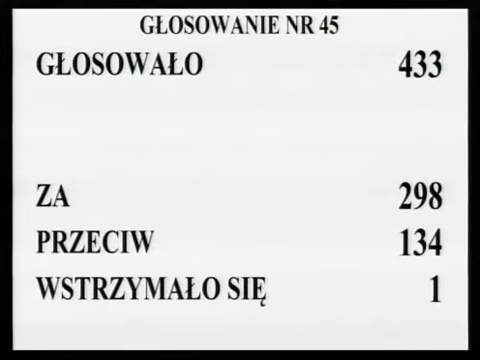 GŁOSOWANIE NR 45
GŁOSOWAŁO 433
ZA 298
PRZECIW 134
WSTRZYMAŁO SIĘ 1